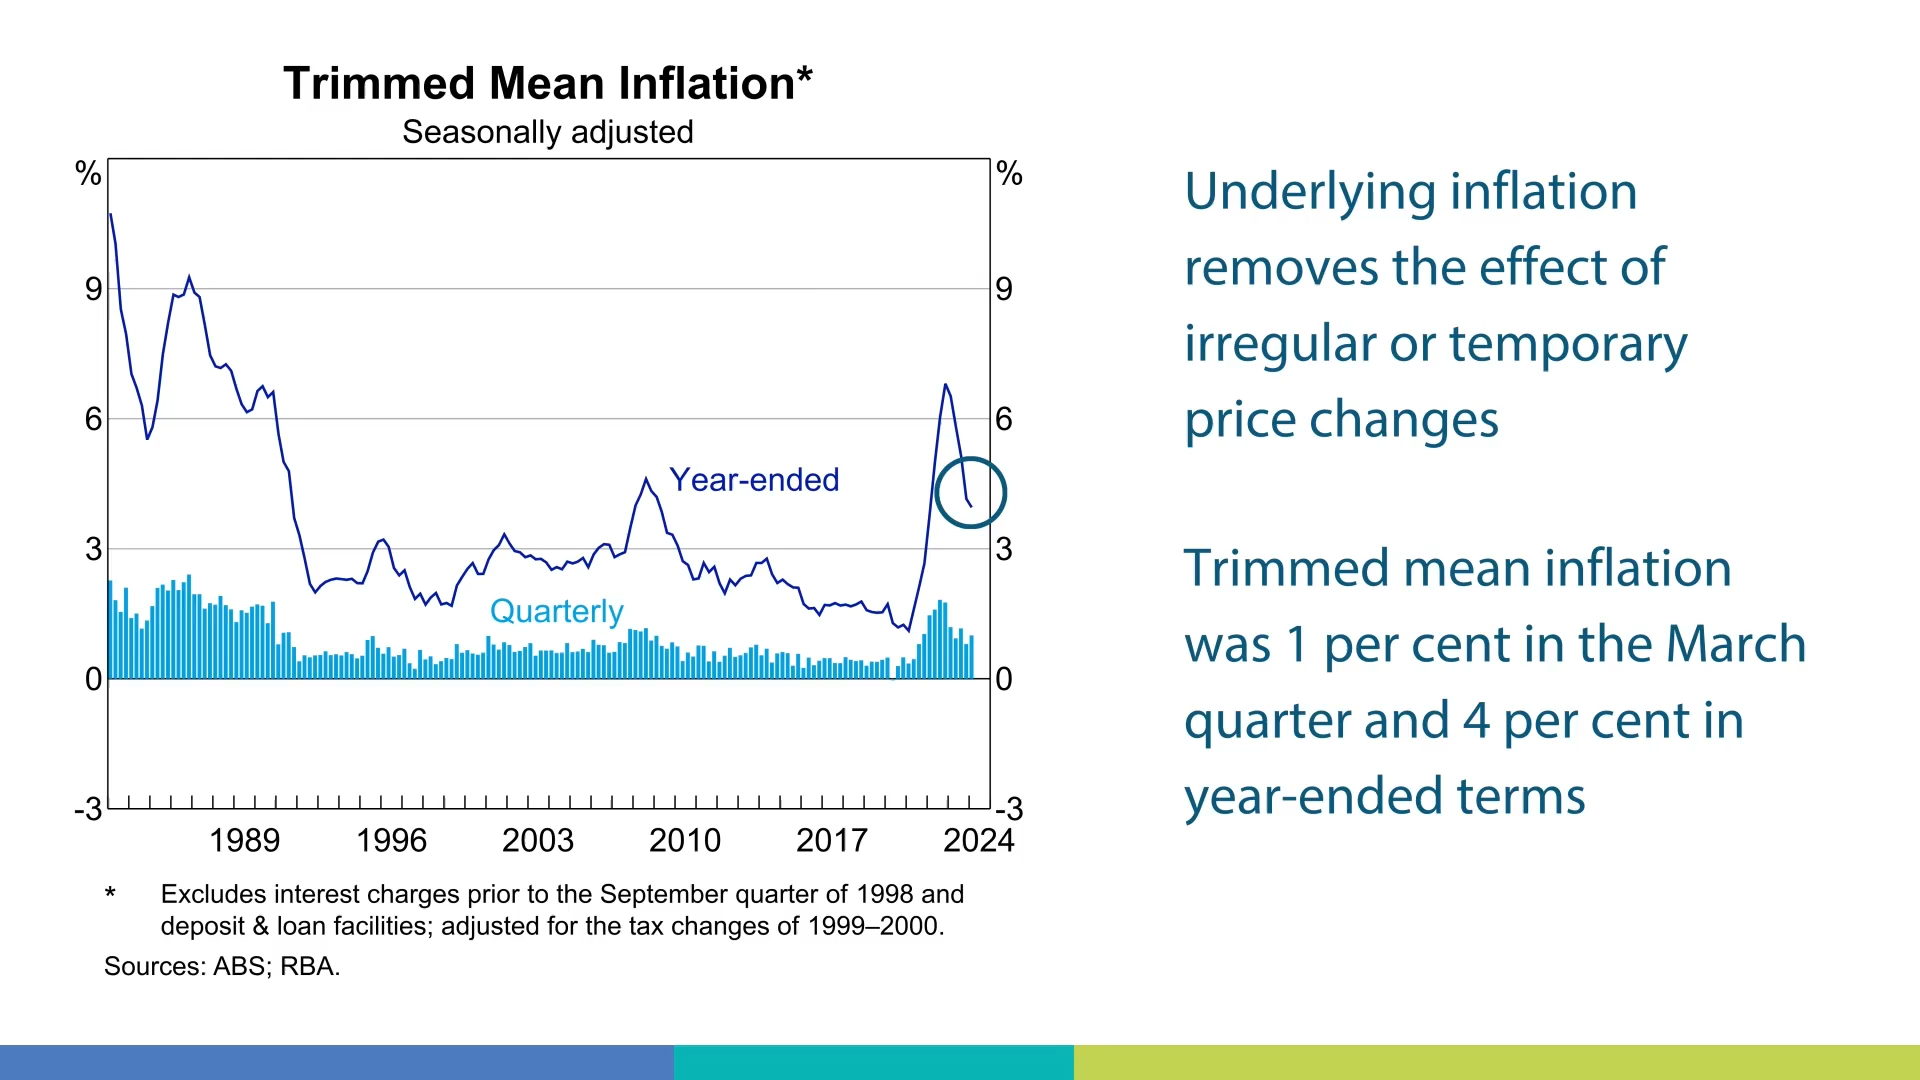 Trimmed Mean Inflation*
Seasonally adjusted
% %
9 9
6 6
3 3
0 0
-3 -3
Year-ended
Quarterly
1989 1996 2003 2010 2017 2024
* Excludes interest charges prior to the September quarter of 1998 and
deposit & loan facilities; adjusted for the tax changes of 1999–2000.
Sources: ABS; RBA.
Underlying inflation
removes the effect of
irregular or temporary
price changes
Trimmed mean inflation
was 1 per cent in the March
quarter and 4 per cent in
year-ended terms